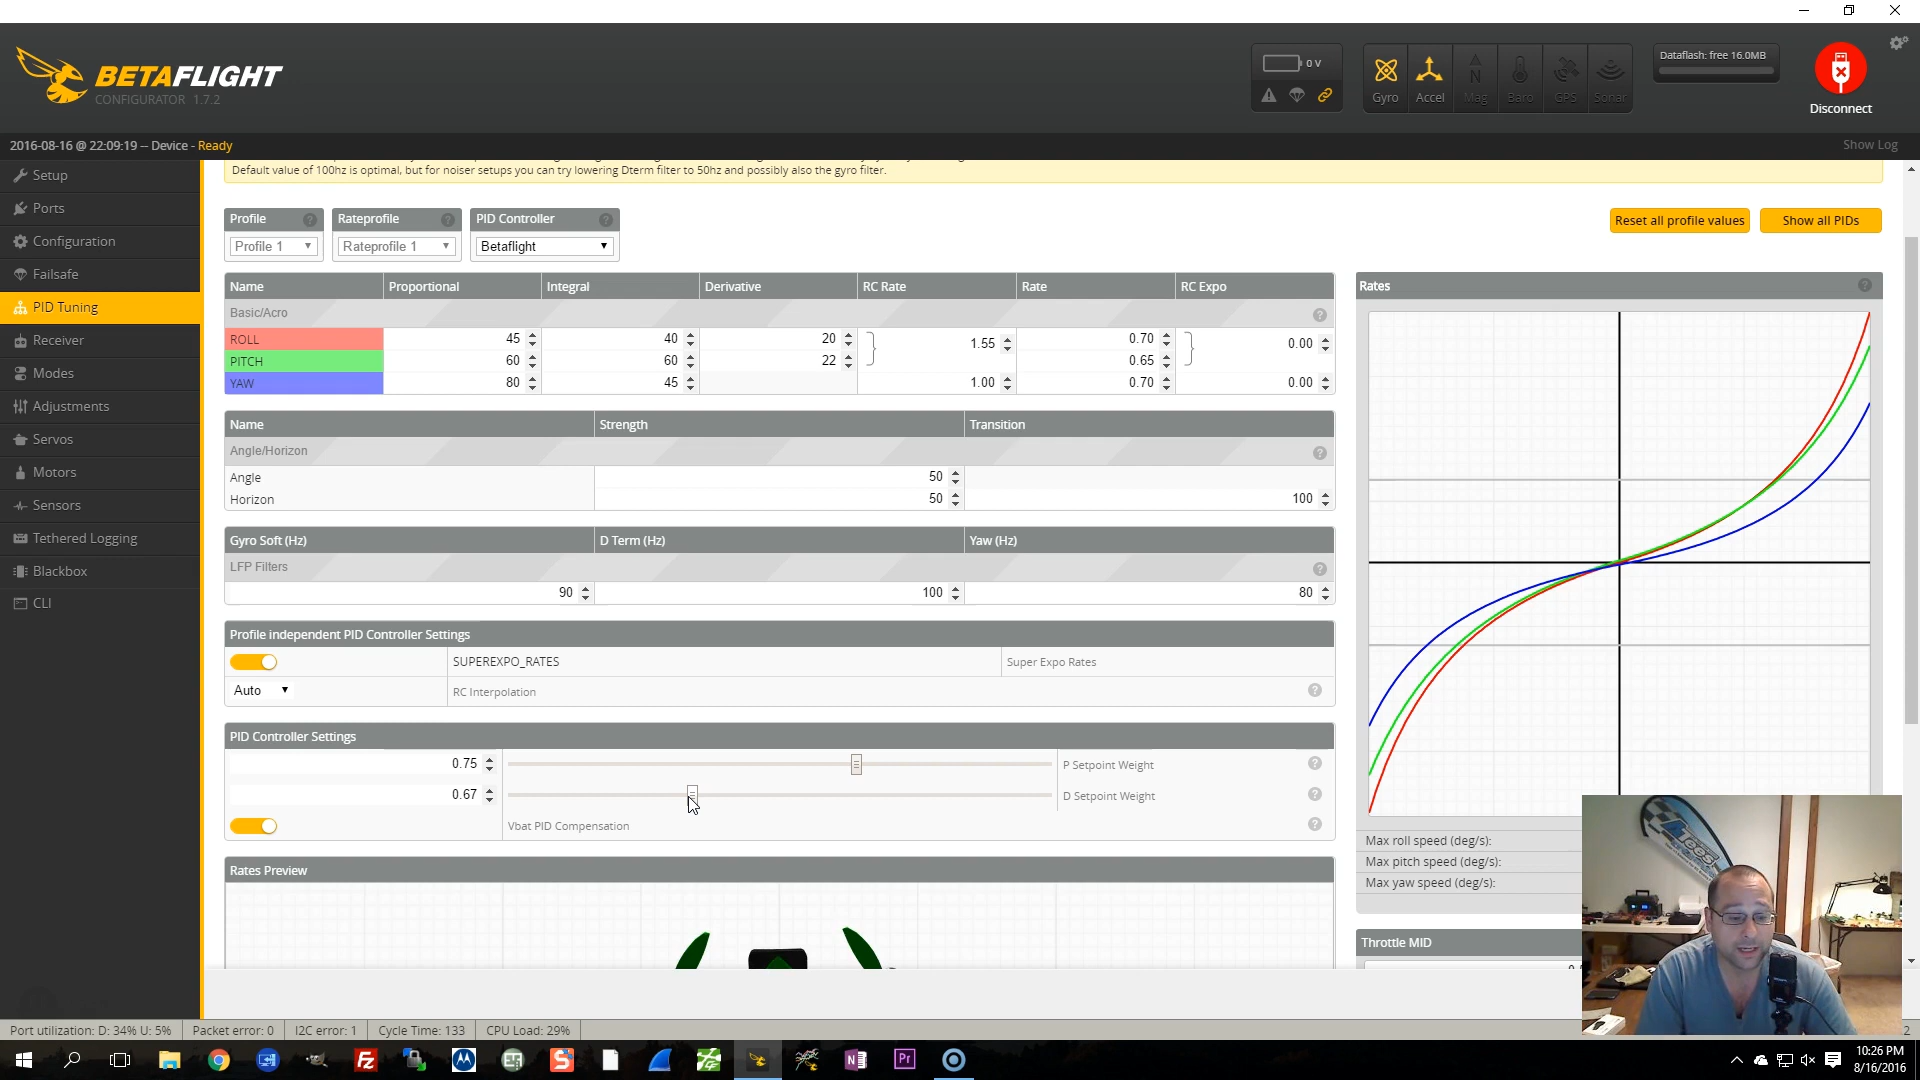 BETAFLIGHT
CONFIGURATOR 1.7.2
0 V
Gyro
Accel
Mag
Baro
GPS
Sonar
Dataflash: free 16.0MB
Disconnect
2016-08-16 @ 22:09:19 -- Device - Ready
Show Log
Setup
Ports
Configuration
Failsafe
PID Tuning
Receiver
Modes
Adjustments
Servos
Motors
Sensors
Tethered Logging
Blackbox
CLI
Default value of 100hz is optimal, but for noiser setups you can try lowering Dterm filter to 50hz and possibly also the gyro filter.
Profile
Rateprofile
PID Controller
Profile 1
Rateprofile 1
Betaflight
Reset all profile values
Show all PIDs
Name Proportional Integral Derivative RC Rate Rate RC Expo
Basic/Acro
ROLL 45 40 20 1.55 0.70 0.00
PITCH 60 60 22 0.65
YAW 80 45 1.00 0.70 0.00
Name Strength Transition
Angle/Horizon
Angle 50
Horizon 50 100
Gyro Soft (Hz) D Term (Hz) Yaw (Hz)
LFP Filters
90 100 80
Profile independent PID Controller Settings
SUPEREXPO_RATES Super Expo Rates
Auto RC Interpolation
PID Controller Settings
0.75 P Setpoint Weight
0.67 D Setpoint Weight
Vbat PID Compensation
Rates Preview
Rates
Max roll speed (deg/s):
Max pitch speed (deg/s):
Max yaw speed (deg/s):
Throttle MID
Port utilization: D: 34% U: 5%
Packet error: 0
I2C error: 1
Cycle Time: 133
CPU Load: 29%
2
10:26 PM
8/16/2016